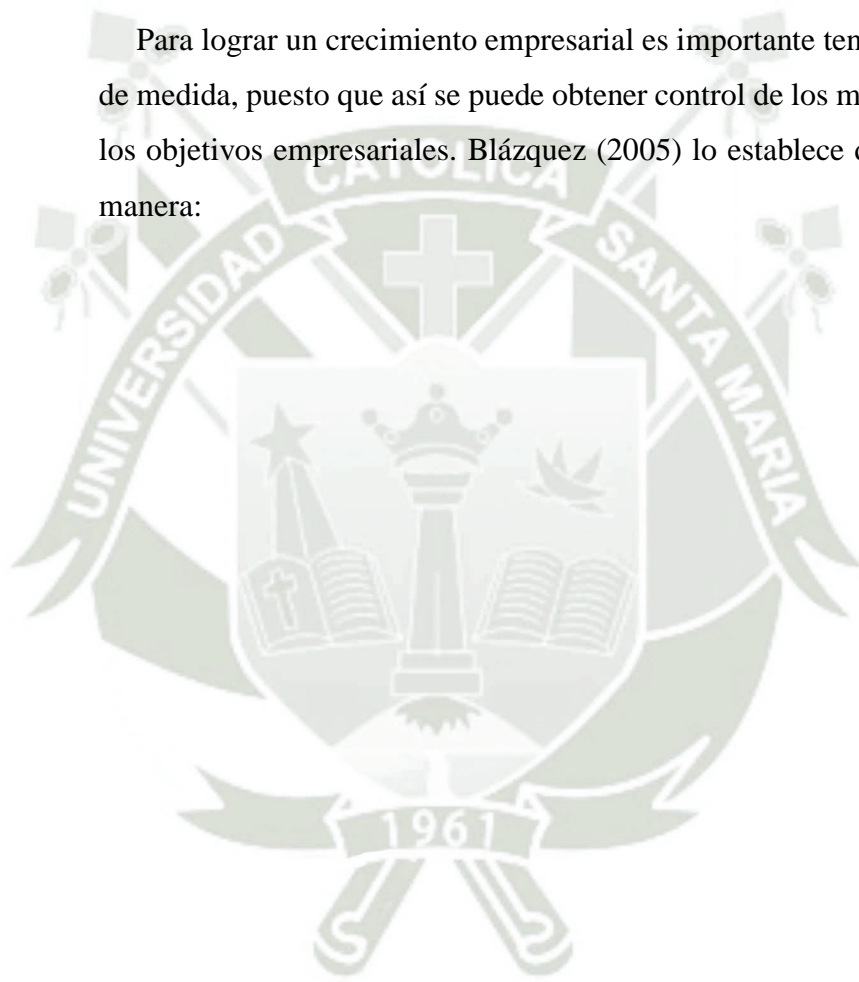 Para lograr un crecimiento empresarial es importante ten
de medida, puesto que así se puede obtener control de los m
los objetivos empresariales. Blázquez (2005) lo establece d
manera:
UNIVERSIDAD CATOLICA SANTA MARIA
1961